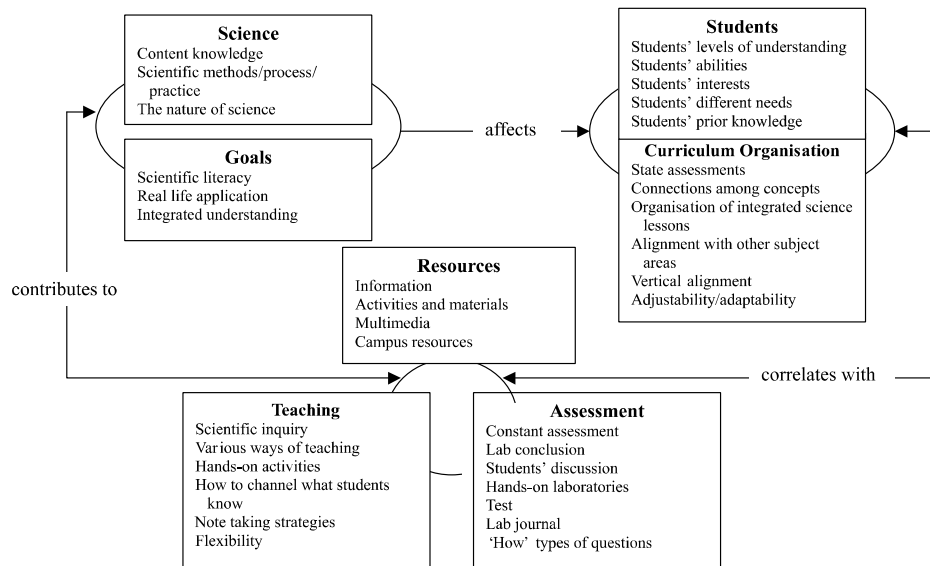 Science
Content knowledge
Scientific methods/process/
practice
The nature of science
Goals
Scientific literacy
Real life application
Integrated understanding
affects
Students
Students’ levels of understanding
Students’ abilities
Students’ interests
Students’ different needs
Students’ prior knowledge
Curriculum Organisation
State assessments
Connections among concepts
Organisation of integrated science
lessons
Alignment with other subject
areas
Vertical alignment
Adjustability/adaptability
contributes to
Resources
Information
Activities and materials
Multimedia
Campus resources
correlates with
Teaching
Scientific inquiry
Various ways of teaching
Hands-on activities
How to channel what students
know
Note taking strategies
Flexibility
Assessment
Constant assessment
Lab conclusion
Students’ discussion
Hands-on laboratories
Test
Lab journal
‘How’ types of questions